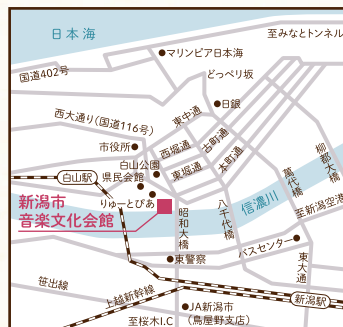 日本海
至みなとトンネル
マリンピア日本海
国道402号
どっぺり坂
日銀
西大通り(国道116号)
東中通
市役所
西堀通
古町通
白山公園
東堀通
本町通
柳都大橋
白山駅
県民会館
萬代橋
新潟市
音楽文化会館
りゅーとぴあ
信濃川
至新潟空港
昭和大橋
八千代橋
バスセンター
東大通
東警察
笹出線
上越新幹線
新潟駅
JA新潟市
(鳥屋野支店)
至桜木I.C